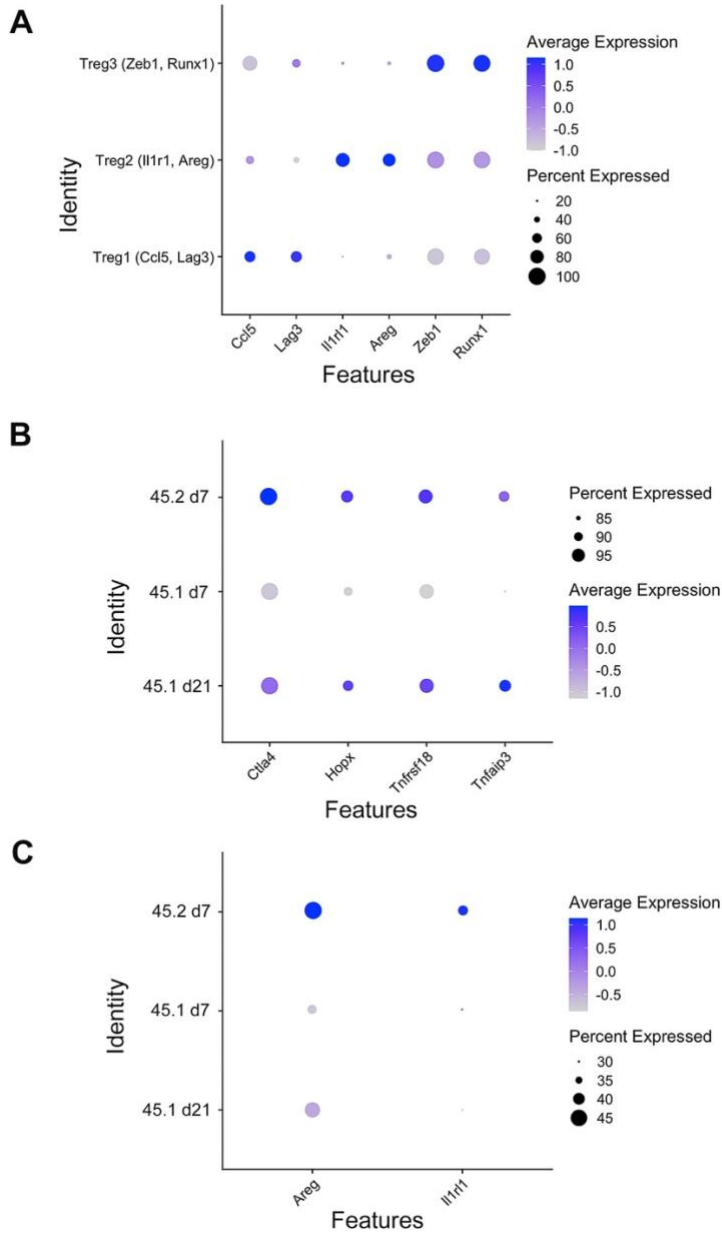 A
Treg3 (Zeb1, Runx1)
Treg2 (Il1r1, Areg)
Treg1 (Ccl5, Lag3)
Identity
Ccl5
Lag3
Il1rl1
Areg
Zeb1
Runx1
Features
Average Expression
1.0
0.5
0.0
-0.5
-1.0
Percent Expressed
20
40
60
80
100
B
45.2 d7
45.1 d7
45.1 d21
Identity
Ctla4
Hopx
Tnfrsf18
Tnfaip3
Features
Percent Expressed
85
90
95
Average Expression
0.5
0.0
-0.5
-1.0
C
45.2 d7
45.1 d7
45.1 d21
Identity
Areg
Il1rl1
Features
Average Expression
1.0
0.5
0.0
-0.5
Percent Expressed
30
35
40
45